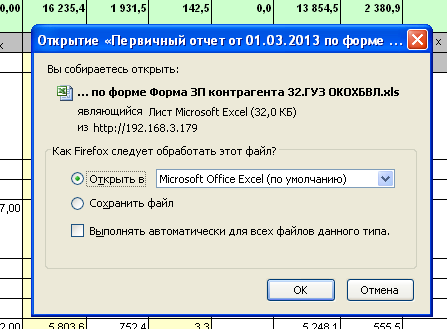 0,00 16 235,4 1 931,5 142,5 0,0 13 854,5 2 380,9
Открытие «Первичный отчет от 01.03.2013 по форме ...
x
Вы собираетесь открыть:
... по форме Форма ЗП контрагента 32.ГУЗ ОКОХБВЛ.xls
являющийся Лист Microsoft Excel (32,0 КБ)
из http://192.168.3.179
Как Firefox следует обработать этот файл?
Открыть в Microsoft Office Excel (по умолчанию)
Сохранить файл
7,00
Выполнять автоматически для всех файлов данного типа.
OK Отмена
2,00 5 803,6 752,4 3,3 5 248,1 555,5